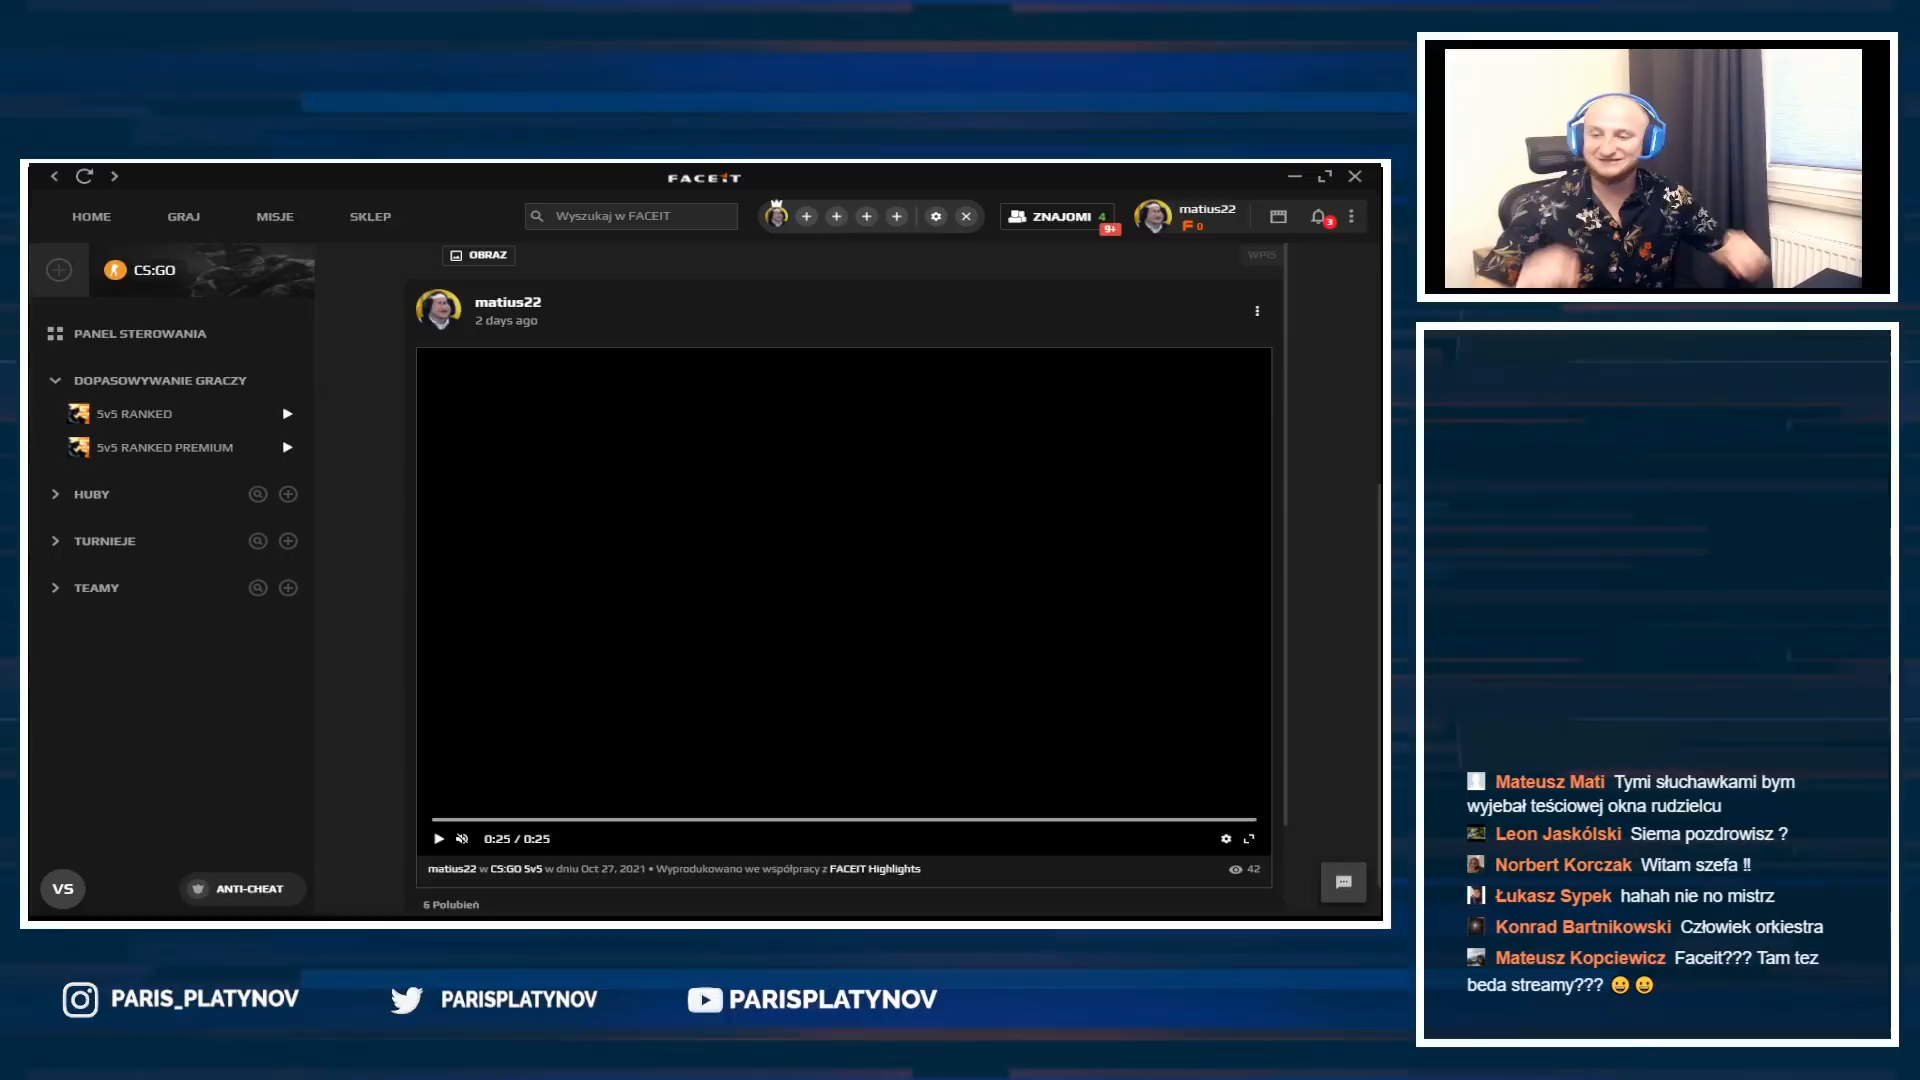 FACEIT
HOME GRAJ MISJE SKLEP
Wyszukaj w FACEIT
ZNAJOMI 4
9+
matius22
0
3
CS:GO
OBRAZ
WPIS
matius22
2 days ago
PANEL STEROWANIA
DOPASOWYWANIE GRACZY
5v5 RANKED
5v5 RANKED PREMIUM
HUBY
TURNIEJE
TEAMY
0:25 / 0:25
matius22 w CS:GO 5v5 w dniu Oct 27, 2021 • Wyprodukowano we współpracy z FACEIT Highlights
42
VS
ANTI-CHEAT
6 Polubień
Mateusz Mati Tymi słuchawkami bym
wyjebał teściowej okna rudzielcu
Leon Jaskólski Siema pozdrowisz ?
Norbert Korczak Witam szefa !!
Łukasz Sypek hahah nie no mistrz
Konrad Bartnikowski Człowiek orkiestra
Mateusz Kopciewicz Faceit??? Tam tez
beda streamy??? 😀 😀
PARIS_PLATYNOV
PARISPLATYNOV
PARISPLATYNOV